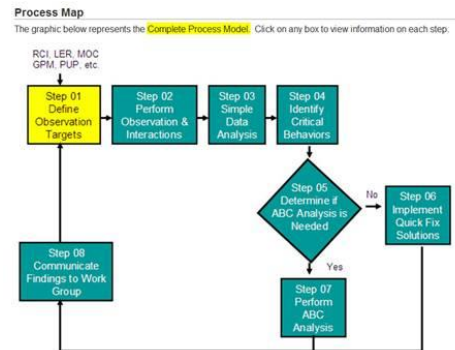 Process Map
The graphic below represents the Complete Process Model. Click on any box to view information on each step:
RCI, LER, MOC
GPM, PUP, etc.
Step 01
Define
Observation
Targets
Step 02
Perform
Observation &
Interactions
Step 03
Simple
Data
Analysis
Step 04
Identify
Critical
Behaviors
Step 05
Determine if
ABC Analysis is
Needed
No
Step 06
Implement
Quick Fix
Solutions
Yes
Step 07
Perform
ABC
Analysis
Step 08
Communicate
Findings to Work
Group